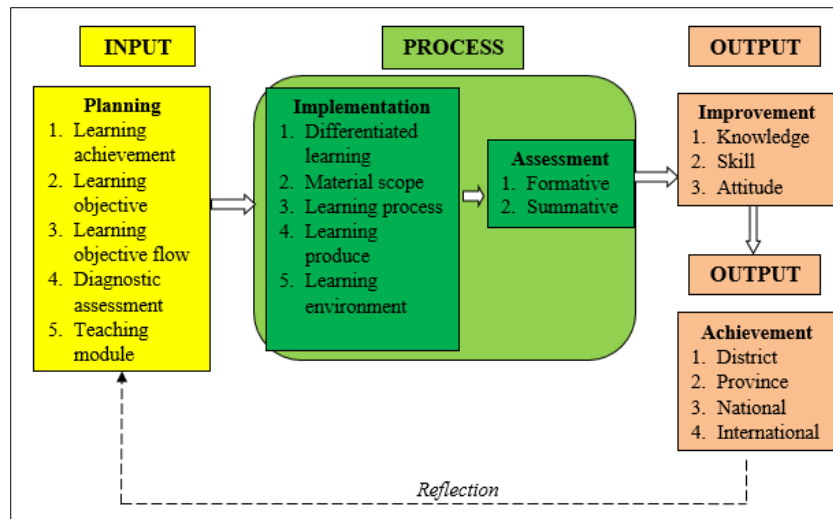 INPUT
PROCESS
OUTPUT
Planning
1. Learning
achievement
2. Learning
objective
3. Learning
objective flow
4. Diagnostic
assessment
5. Teaching
module
Implementation
1. Differentiated
learning
2. Material scope
3. Learning process
4. Learning
produce
5. Learning
environment
Assessment
1. Formative
2. Summative
Improvement
1. Knowledge
2. Skill
3. Attitude
OUTPUT
Achievement
1. District
2. Province
3. National
4. International
Reflection